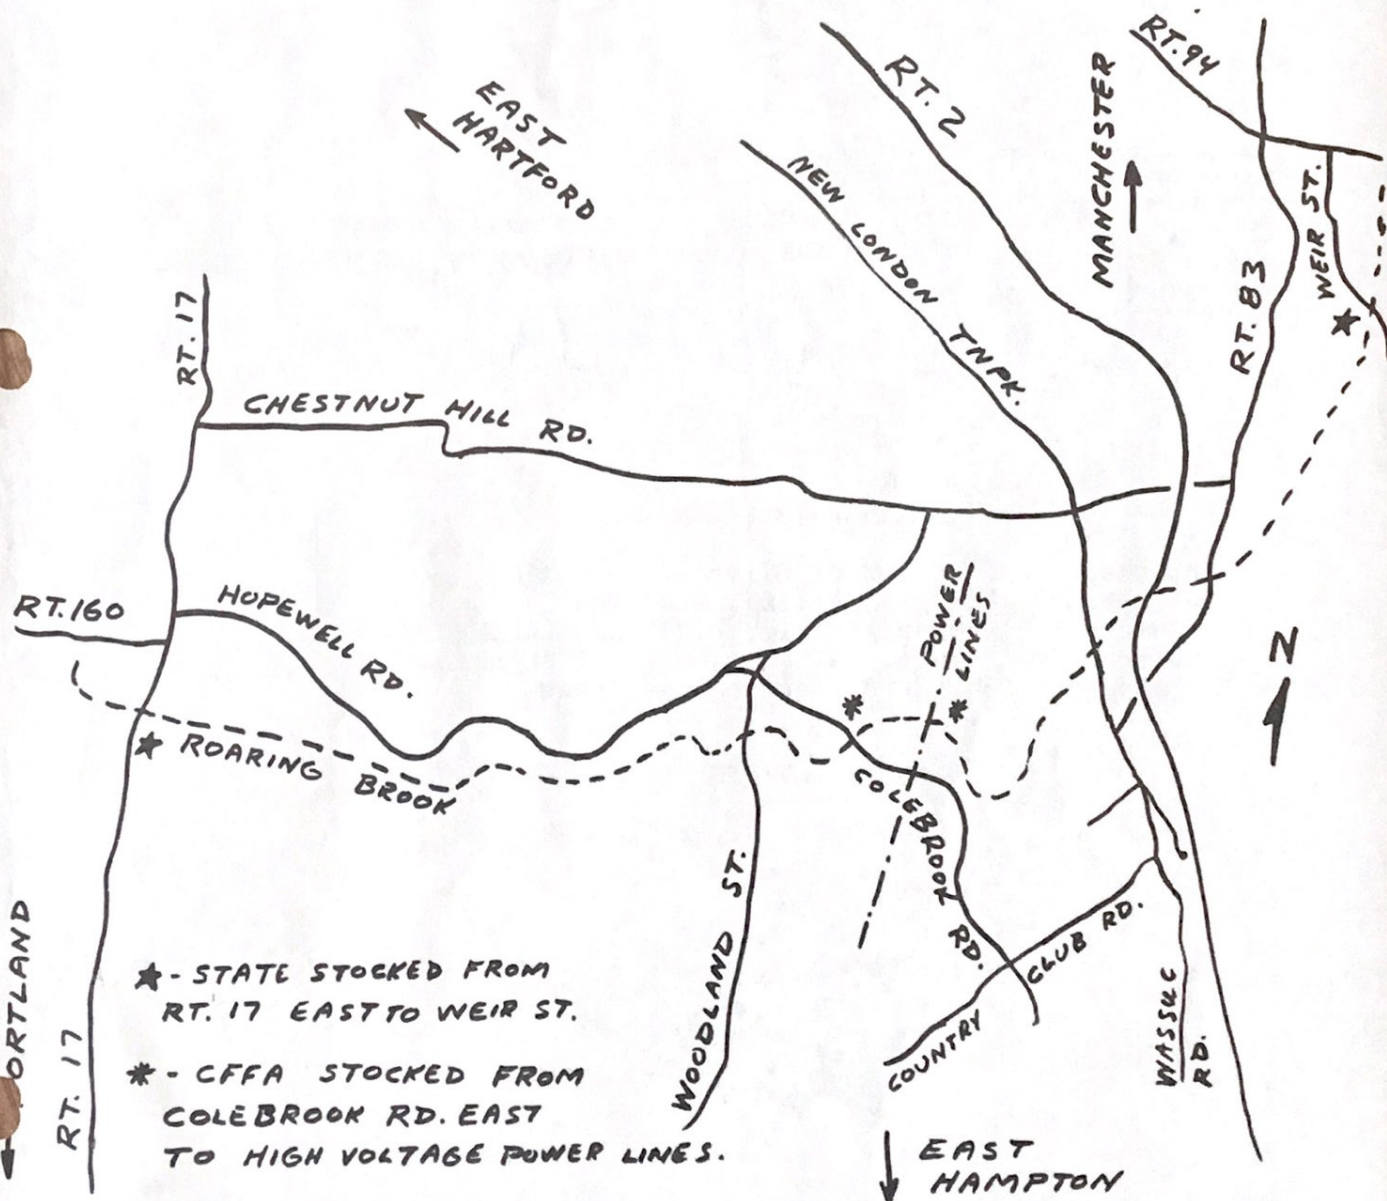 RT. 94
RT. 2
MANCHESTER
EAST
HARTFORD
NEW LONDON TNPK.
WEIR ST.
RT. 83
RT. 17
CHESTNUT HILL RD.
POWER
LINES
RT. 160
HOPEWELL RD.
N
ROARING BROOK
COLEBROOK RD.
WOODLAND ST.
COUNTRY CLUB RD.
WASSUC
RD.
ORTLAND
RT. 17
★ - STATE STOCKED FROM
RT. 17 EAST TO WEIR ST.
* - CFFA STOCKED FROM
COLEBROOK RD. EAST
TO HIGH VOLTAGE POWER LINES.
EAST
HAMPTON